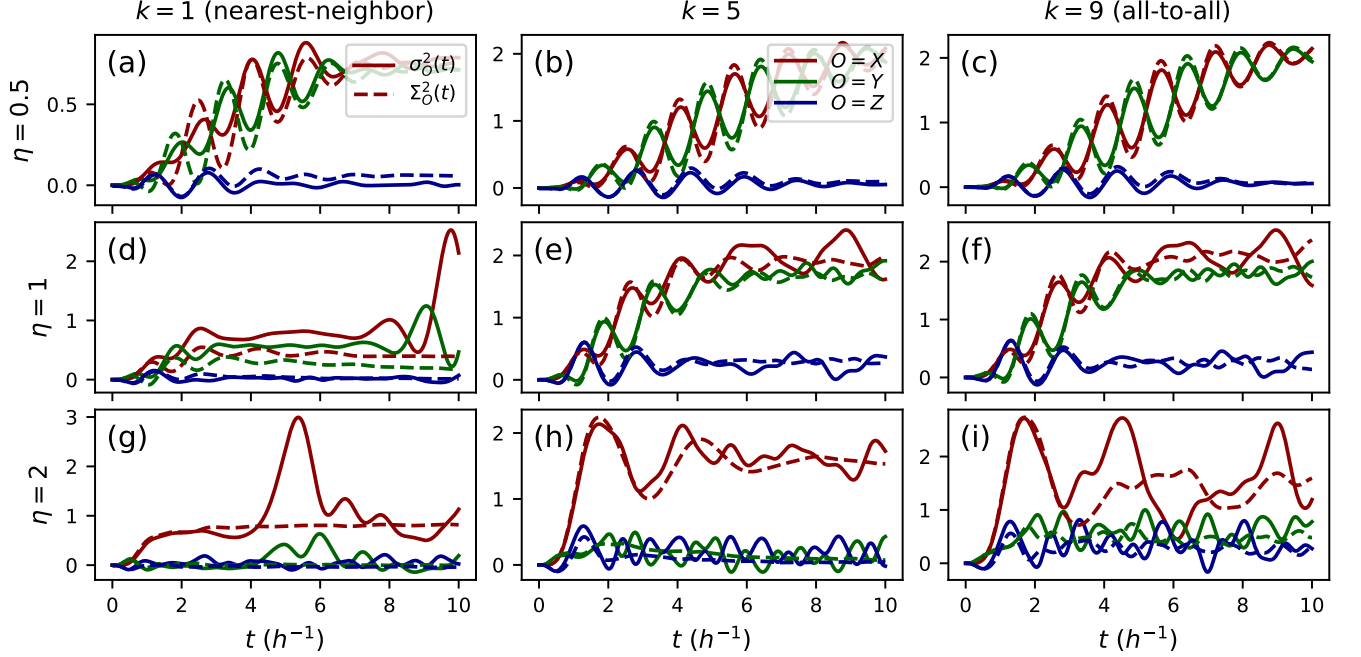 k = 1 (nearest-neighbor) k = 5 k = 9 (all-to-all)
(a) (b) (c)
σ²_O(t) O = X
Σ²_O(t) O = Y
O = Z
η = 0.5
0.5 2 2
0.0 1 1
0 0
(d) (e) (f)
η = 1
2 2 2
1 1 1
0 0 0
(g) (h) (i)
η = 2
3 2 2
2 1 1
1 0 0
0
0 2 4 6 8 10 0 2 4 6 8 10 0 2 4 6 8 10
t (h⁻¹) t (h⁻¹) t (h⁻¹)